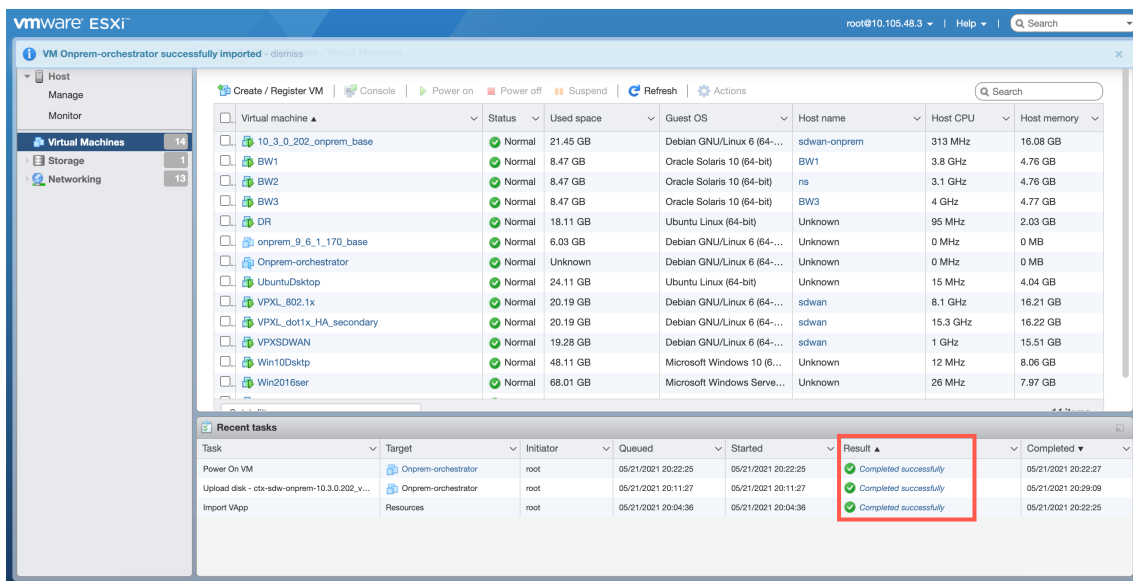 vmware ESXi™
root@10.105.48.3 | Help | Search
VM Onprem-orchestrator successfully imported - dismiss
Host
Manage
Monitor
Virtual Machines 14
Storage 1
Networking 13
Create / Register VM | Console | Power on Power off Suspend | Refresh | Actions Search
Virtual machine Status Used space Guest OS Host name Host CPU Host memory
10_3_0_202_onprem_base Normal 21.45 GB Debian GNU/Linux 6 (64-... sdwan-onprem 313 MHz 16.08 GB
BW1 Normal 8.47 GB Oracle Solaris 10 (64-bit) BW1 3.8 GHz 4.76 GB
BW2 Normal 8.47 GB Oracle Solaris 10 (64-bit) ns 3.1 GHz 4.76 GB
BW3 Normal 8.47 GB Oracle Solaris 10 (64-bit) BW3 4 GHz 4.77 GB
DR Normal 18.11 GB Ubuntu Linux (64-bit) Unknown 95 MHz 2.03 GB
onprem_9_6_1_170_base Normal 6.03 GB Debian GNU/Linux 6 (64-... Unknown 0 MHz 0 MB
Onprem-orchestrator Normal Unknown Debian GNU/Linux 6 (64-... Unknown 0 MHz 0 MB
UbuntuDsktop Normal 24.11 GB Ubuntu Linux (64-bit) Unknown 15 MHz 4.04 GB
VPXL_802.1x Normal 20.19 GB Debian GNU/Linux 6 (64-... sdwan 8.1 GHz 16.21 GB
VPXL_dot1x_HA_secondary Normal 20.19 GB Debian GNU/Linux 6 (64-... sdwan 15.3 GHz 16.22 GB
VPXSDWAN Normal 19.28 GB Debian GNU/Linux 6 (64-... sdwan 1 GHz 15.51 GB
Win10Dsktp Normal 48.11 GB Microsoft Windows 10 (6... Unknown 12 MHz 8.06 GB
Win2016ser Normal 68.01 GB Microsoft Windows Serve... Unknown 26 MHz 7.97 GB
Recent tasks
Task Target Initiator Queued Started Result Completed
Power On VM Onprem-orchestrator root 05/21/2021 20:22:25 05/21/2021 20:22:25 Completed successfully 05/21/2021 20:22:27
Upload disk - ctx-sdw-onprem-10.3.0.202_v... Onprem-orchestrator root 05/21/2021 20:11:27 05/21/2021 20:11:27 Completed successfully 05/21/2021 20:29:09
Import VApp Resources root 05/21/2021 20:04:36 05/21/2021 20:04:36 Completed successfully 05/21/2021 20:22:25